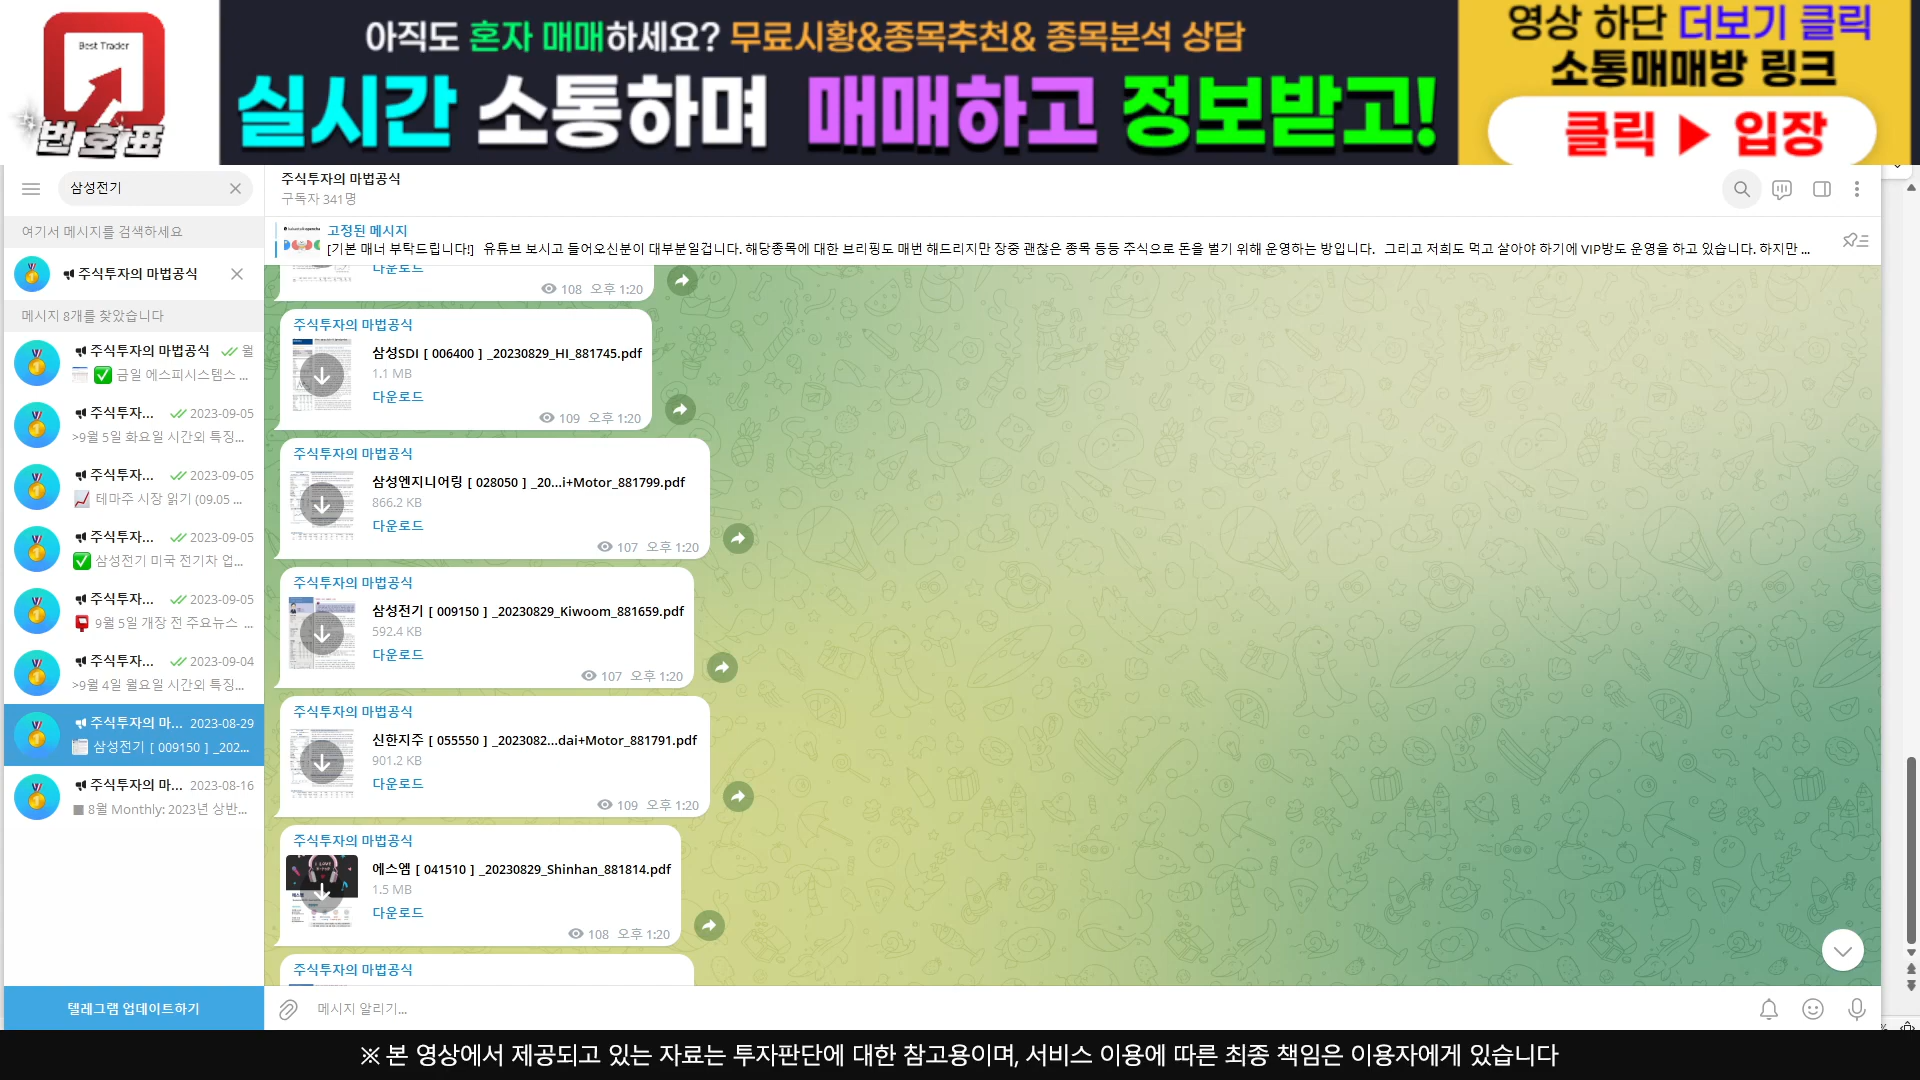 Best Trader
번호표
아직도 혼자 매매하세요? 무료시황&종목추천& 종목분석 상담
실시간 소통하며 매매하고 정보받고!
영상 하단 더보기 클릭
소통매매방 링크
클릭 ▶ 입장
삼성전기
여기서 메시지를 검색하세요
주식투자의 마법공식
메시지 8개를 찾았습니다
주식투자의 마법공식 월
✅ 금일 에스피시스템스 ...
주식투자... 2023-09-05
>9월 5일 화요일 시간외 특징...
주식투자... 2023-09-05
테마주 시장 읽기 (09.05 ...
주식투자... 2023-09-05
✅ 삼성전기 미국 전기차 업...
주식투자... 2023-09-05
9월 5일 개장 전 주요뉴스 ...
주식투자... 2023-09-04
>9월 4일 월요일 시간외 특징...
주식투자의 마... 2023-08-29
삼성전기 [ 009150 ] _202...
주식투자의 마... 2023-08-16
■ 8월 Monthly: 2023년 상반...
텔레그램 업데이트하기
주식투자의 마법공식
구독자 341명
고정된 메시지
[기본 매너 부탁드립니다!] 유튜브 보시고 들어오신분이 대부분일겁니다. 해당종목에 대한 브리핑도 매번 해드리지만 장중 괜찮은 종목 등등 주식으로 돈을 벌기 위해 운영하는 방입니다. 그리고 저희도 먹고 살아야 하기에 VIP방도 운영을 하고 있습니다. 하지만 ...
다운로드
108 오후 1:20
주식투자의 마법공식
삼성SDI [ 006400 ] _20230829_HI_881745.pdf
1.1 MB
다운로드
109 오후 1:20
주식투자의 마법공식
삼성엔지니어링 [ 028050 ] _20...i+Motor_881799.pdf
866.2 KB
다운로드
107 오후 1:20
주식투자의 마법공식
삼성전기 [ 009150 ] _20230829_Kiwoom_881659.pdf
592.4 KB
다운로드
107 오후 1:20
주식투자의 마법공식
신한지주 [ 055550 ] _2023082...dai+Motor_881791.pdf
901.2 KB
다운로드
109 오후 1:20
주식투자의 마법공식
에스엠 [ 041510 ] _20230829_Shinhan_881814.pdf
1.5 MB
다운로드
108 오후 1:20
주식투자의 마법공식
메시지 알리기...
※ 본 영상에서 제공되고 있는 자료는 투자판단에 대한 참고용이며, 서비스 이용에 따른 최종 책임은 이용자에게 있습니다